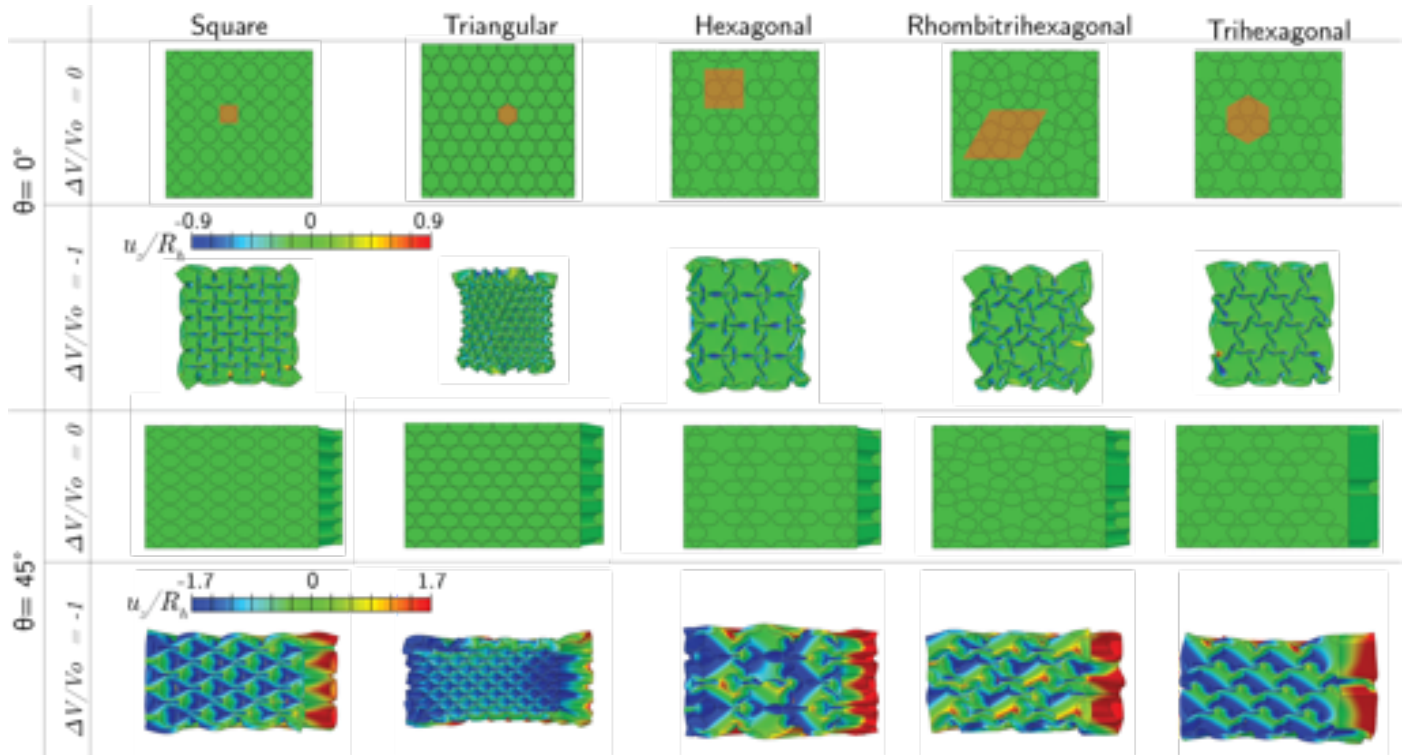 Square Triangular Hexagonal Rhombitrihexagonal Trihexagonal
θ= 0°
ΔV/Vo = 0
ΔV/Vo = -1
-0.9 0 0.9
u_z/R_h
θ= 45°
ΔV/Vo = 0
ΔV/Vo = -1
-1.7 0 1.7
u_z/R_h